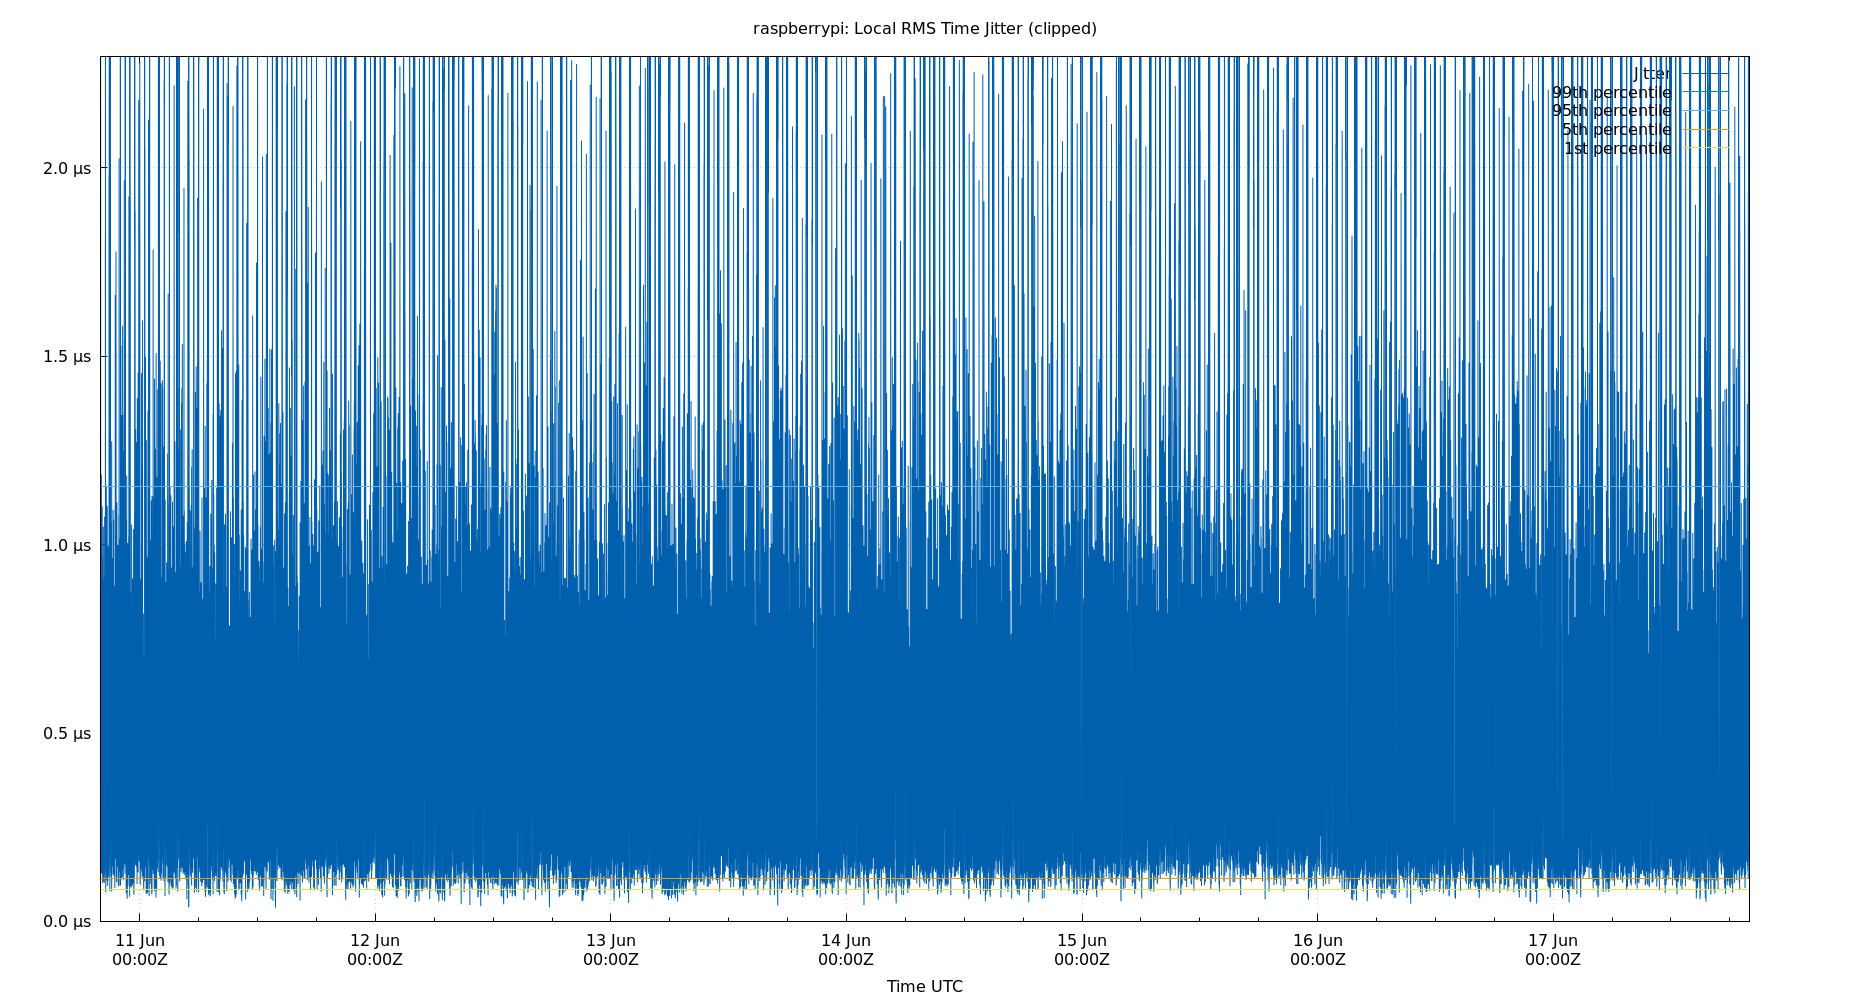 raspberrypi: Local RMS Time Jitter (clipped)
Jitter
99th percentile
95th percentile
5th percentile
1st percentile
2.0 µs
1.5 µs
1.0 µs
0.5 µs
0.0 µs
11 Jun 12 Jun 13 Jun 14 Jun 15 Jun 16 Jun 17 Jun
00:00Z 00:00Z 00:00Z 00:00Z 00:00Z 00:00Z 00:00Z
Time UTC